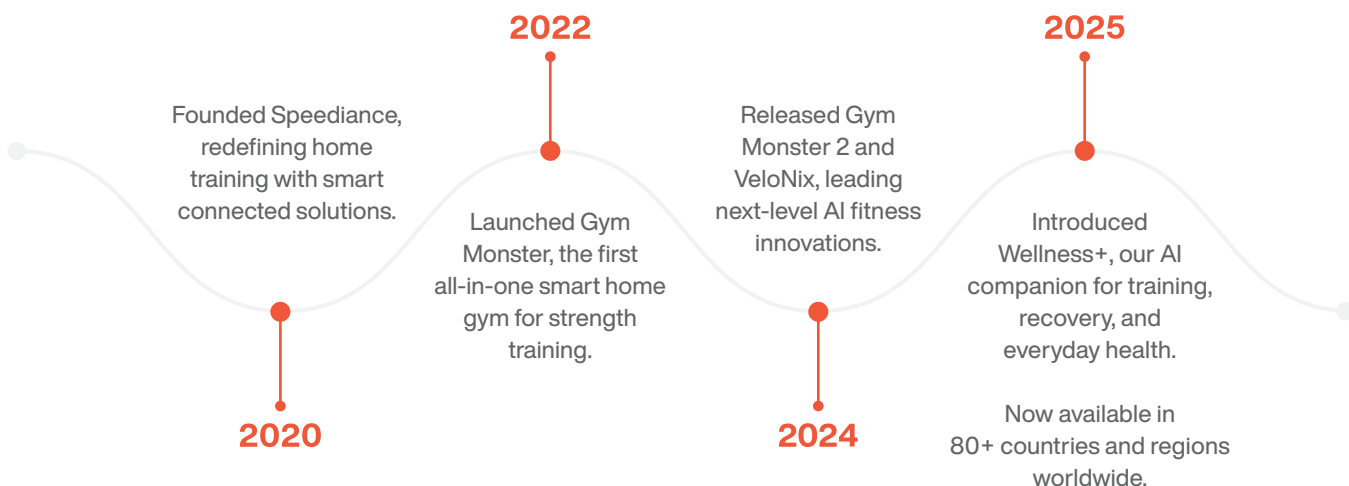 2020
Founded Speediance,
redefining home
training with smart
connected solutions.
2022
Launched Gym
Monster, the first
all-in-one smart home
gym for strength
training.
2024
Released Gym
Monster 2 and
VeloNix, leading
next-level AI fitness
innovations.
2025
Introduced
Wellness+, our AI
companion for training,
recovery, and
everyday health.
Now available in
80+ countries and regions
worldwide.